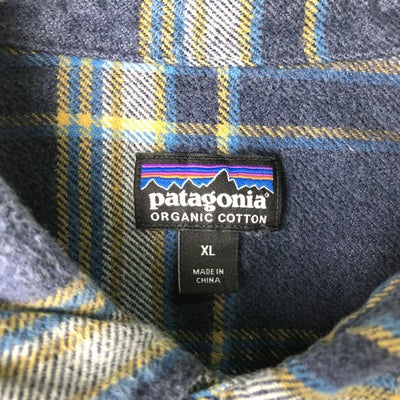 patagonia
ORGANIC COTTON
XL
MADE IN
CHINA